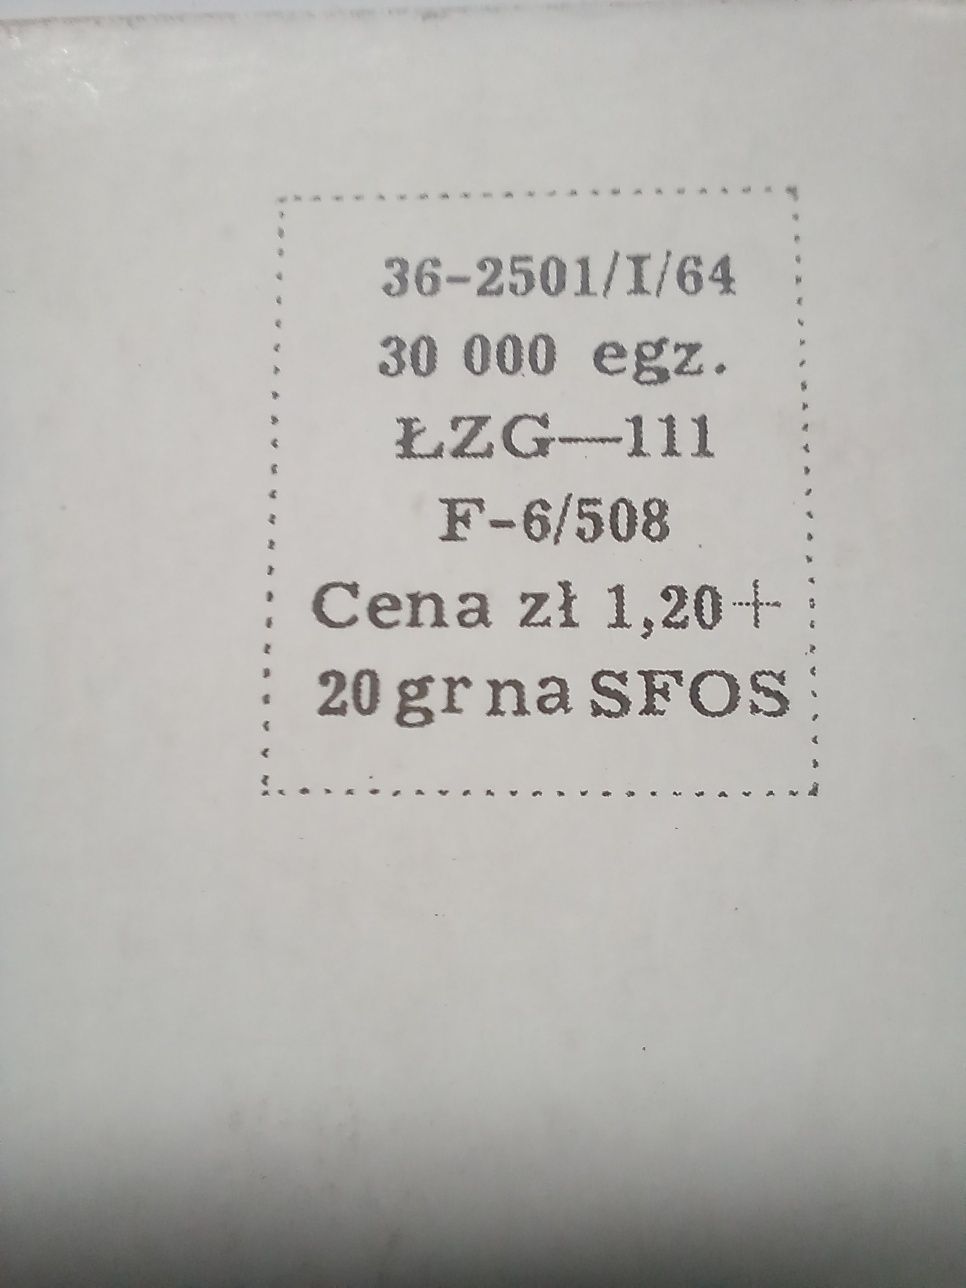 36-2501/I/64
30 000 egz.
ŁZG—111
F-6/508
Cena zł 1,20+
20 gr na SFOS